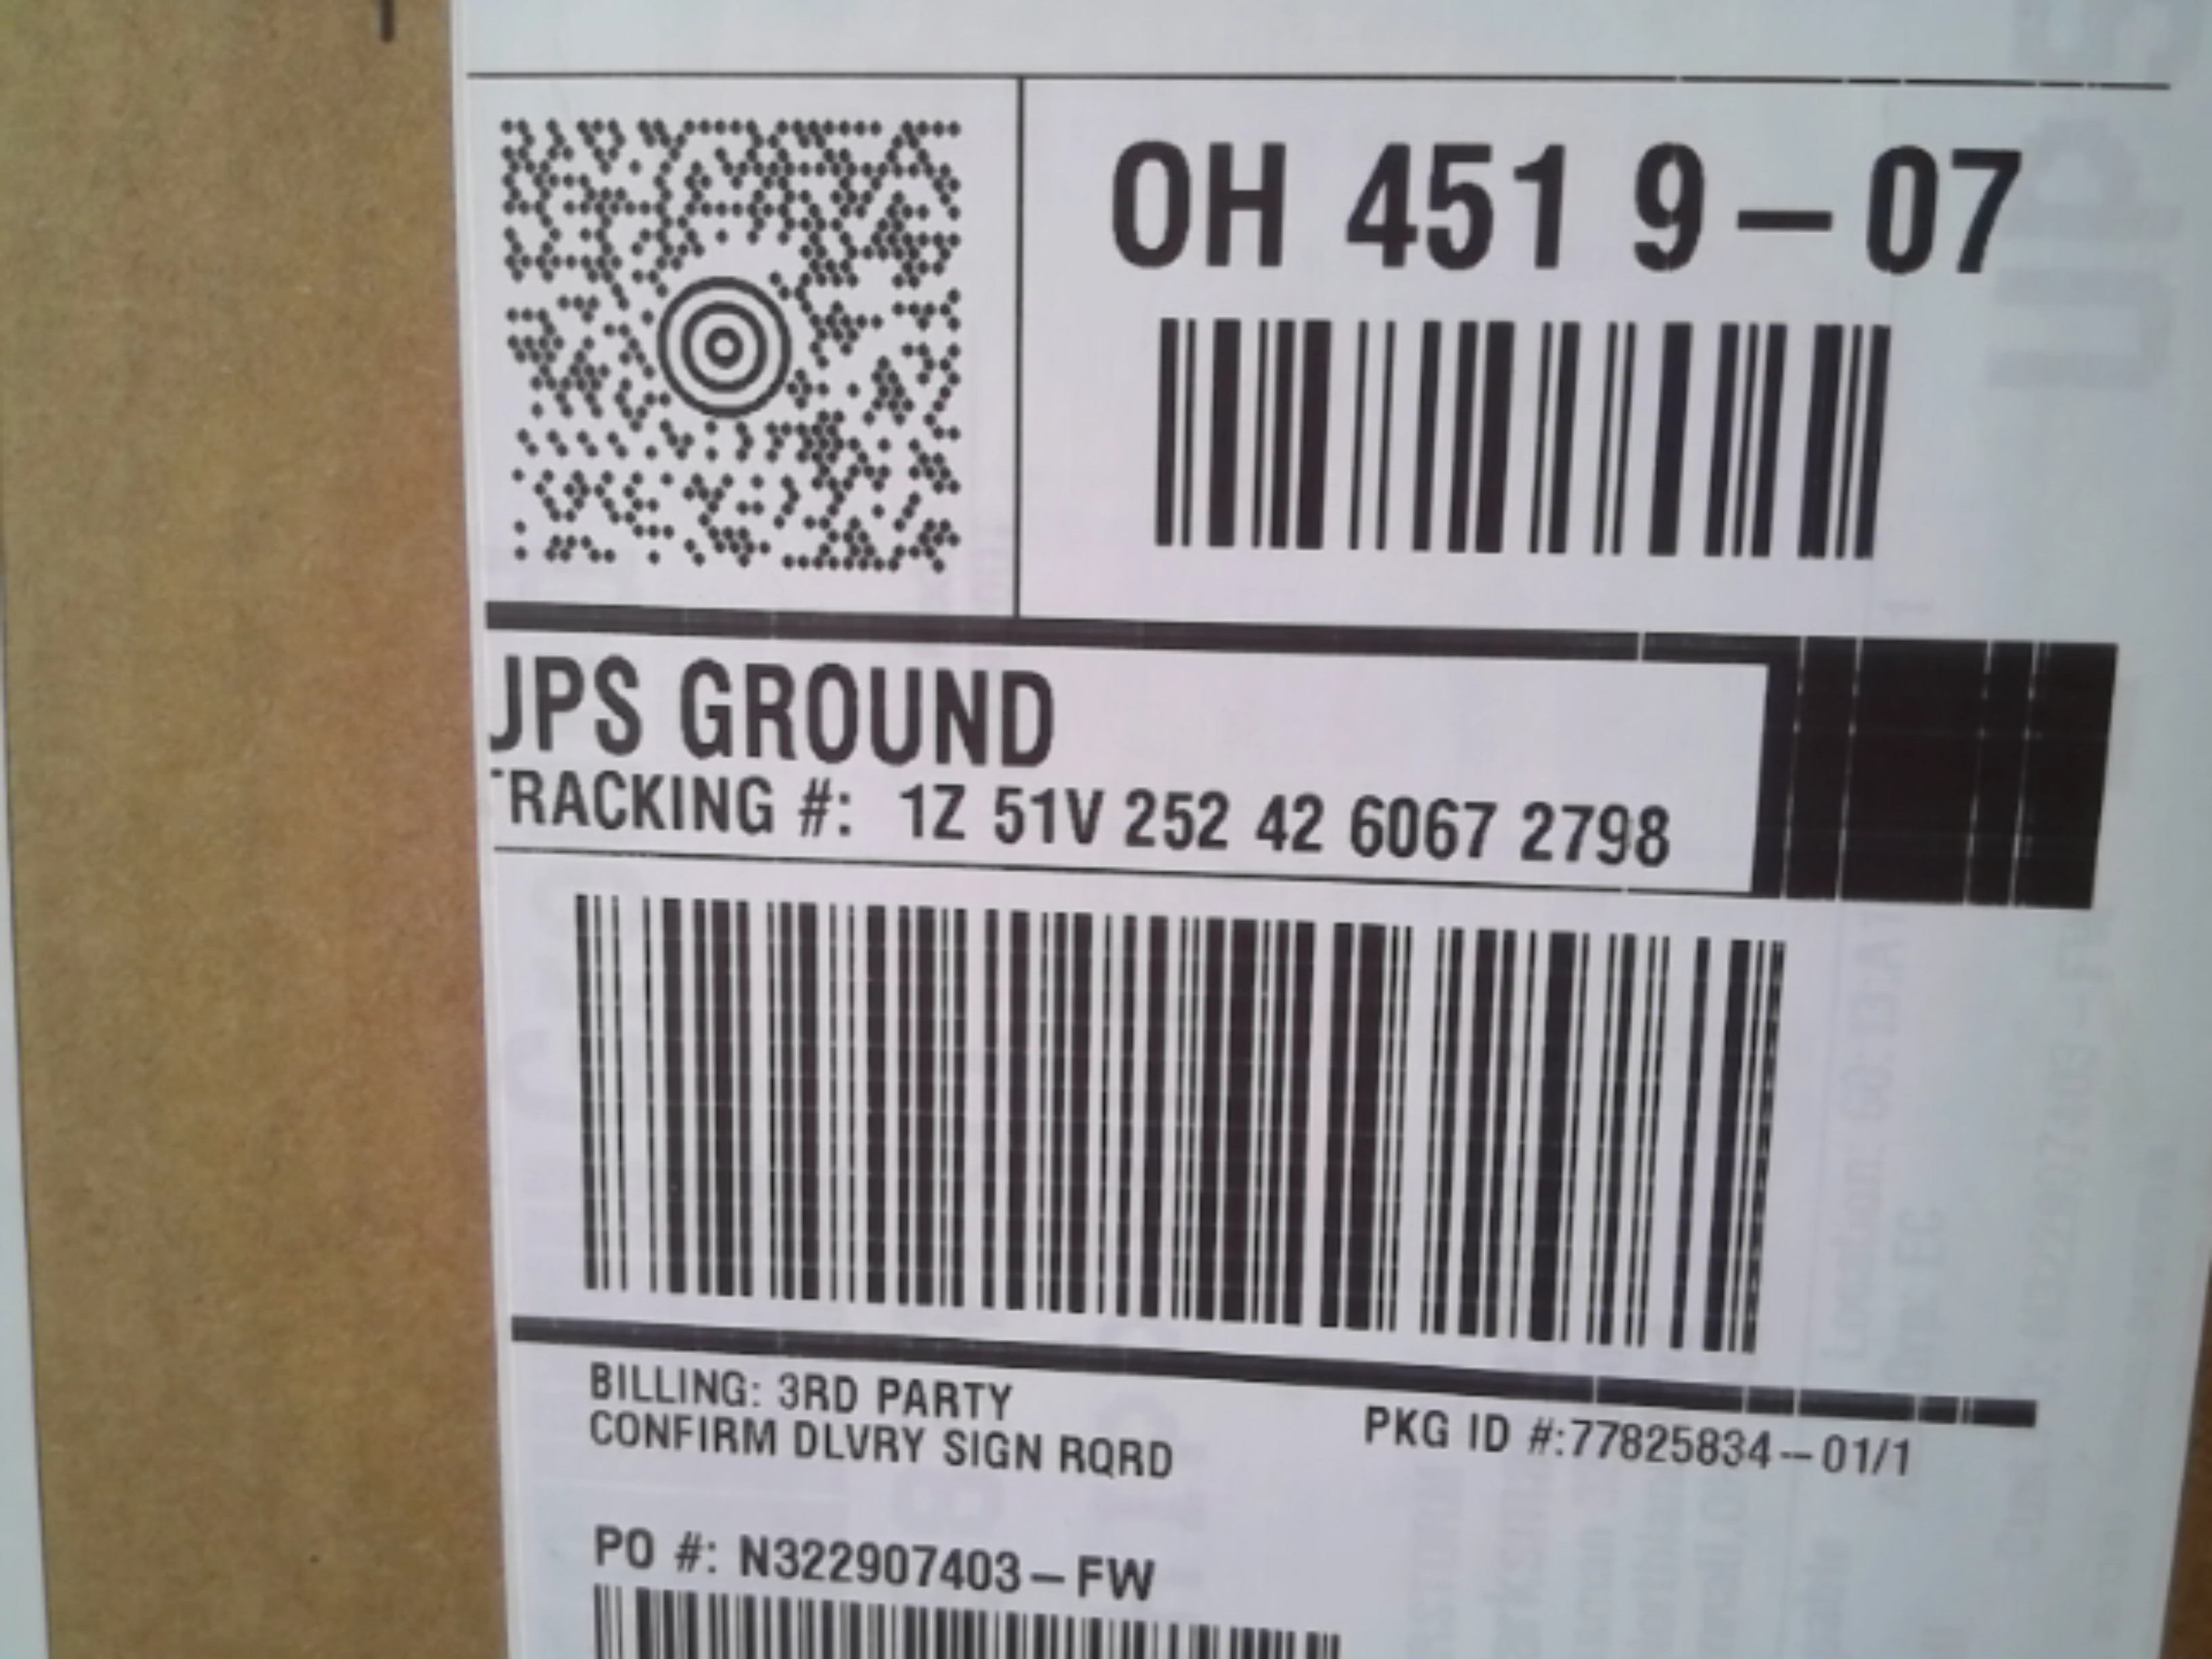 OH 451 9-07
JPS GROUND
TRACKING #: 1Z 51V 252 42 6067 2798
BILLING: 3RD PARTY
CONFIRM DLVRY SIGN RQRD
PKG ID #:77825834--01/1
PO #: N322907403-FW